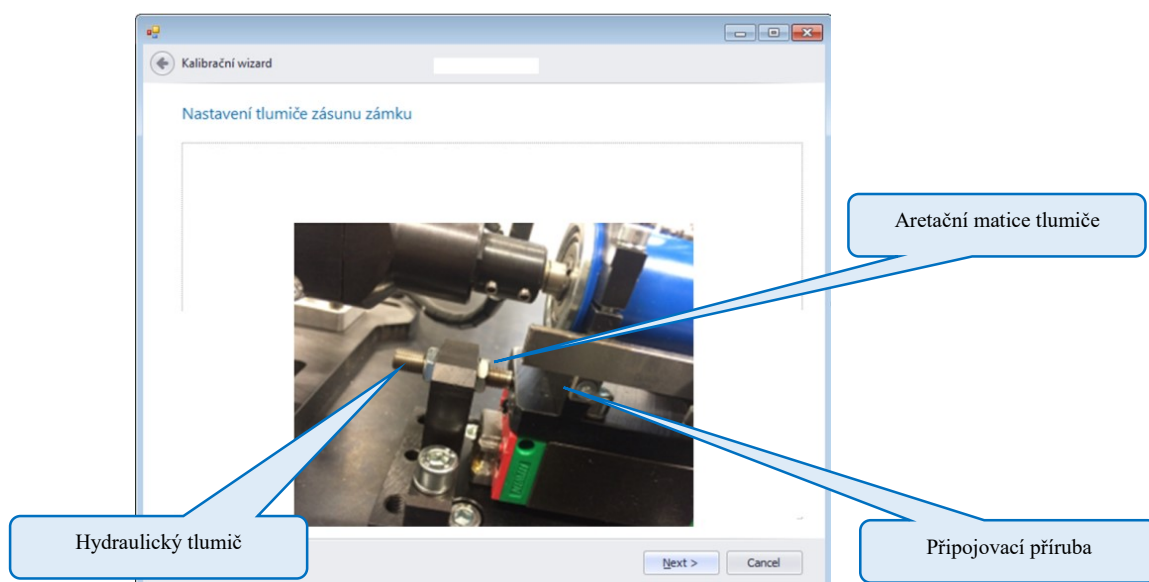 Kalibrační wizard
Nastavení tlumiče zásunu zámku
Aretační matice tlumiče
Hydraulický tlumič
Připojovací příruba
Next >
Cancel